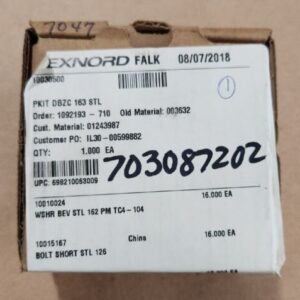 7047
EXNORD FALK 08/07/2018
10036500
PKIT DBZC 163 STL
Order: 1092193 - 710 Old Material: 003632
Cust. Material: 01243987
Customer PO: IL30-00599882
QTY: 1.000 EA
703087202
UPC: 698210063009
10010024 16.000 EA
WSHR BEV STL 162 PM TC4-104
10015167 China 16.000 EA
BOLT SHORT STL 126
1